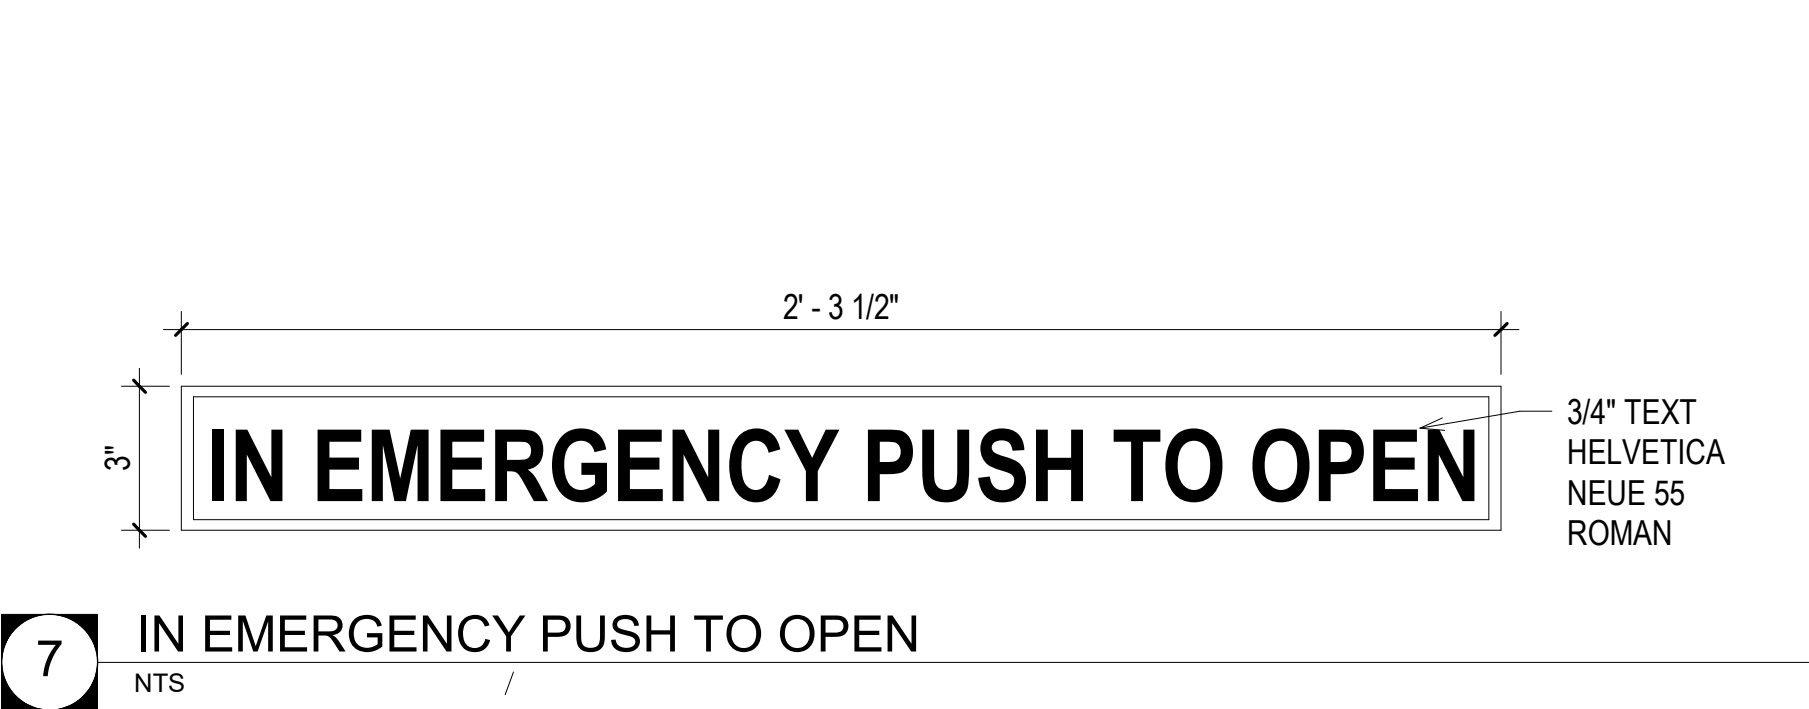 2' - 3 1/2"
3"
IN EMERGENCY PUSH TO OPEN
3/4" TEXT
HELVETICA
NEUE 55
ROMAN
7
IN EMERGENCY PUSH TO OPEN
NTS
/